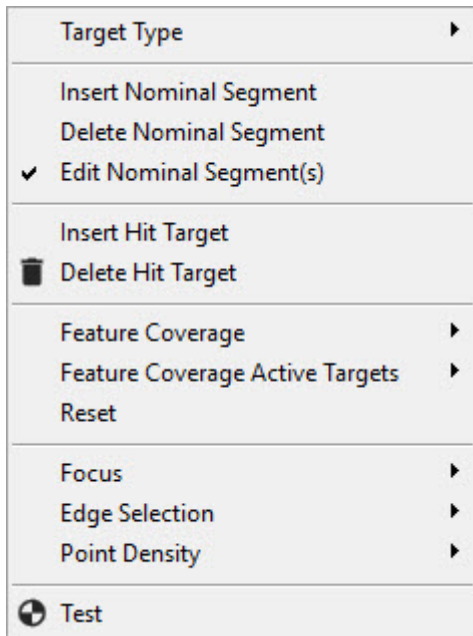 Target Type
Insert Nominal Segment
Delete Nominal Segment
Edit Nominal Segment(s)
Insert Hit Target
Delete Hit Target
Feature Coverage
Feature Coverage Active Targets
Reset
Focus
Edge Selection
Point Density
Test